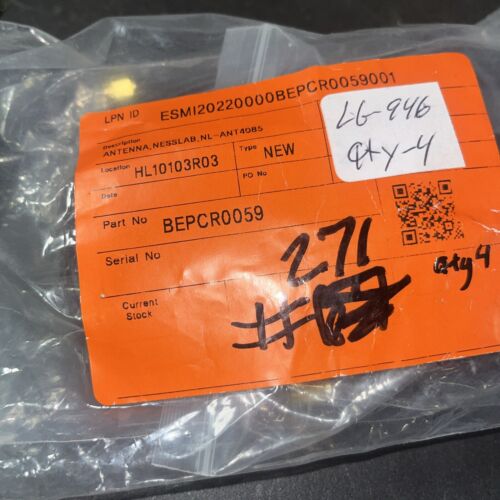 LPN ID ESMI20220000BEPCR0059001
Description
ANTENNA,NESSLAB,NL-ANT4085
Location HL10103R03 Type NEW
Date PO No
LG-946
Qty-4
Part No BEPCR0059
Serial No
271
#
Qty 4
Current
Stock